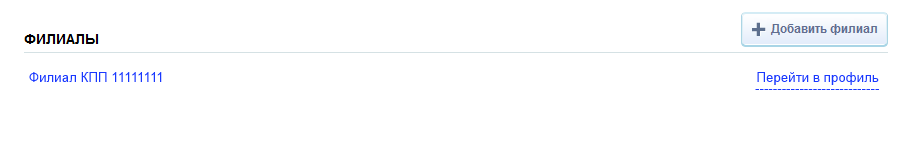 Добавить филиал
ФИЛИАЛЫ
Филиал КПП 11111111
Перейти в профиль